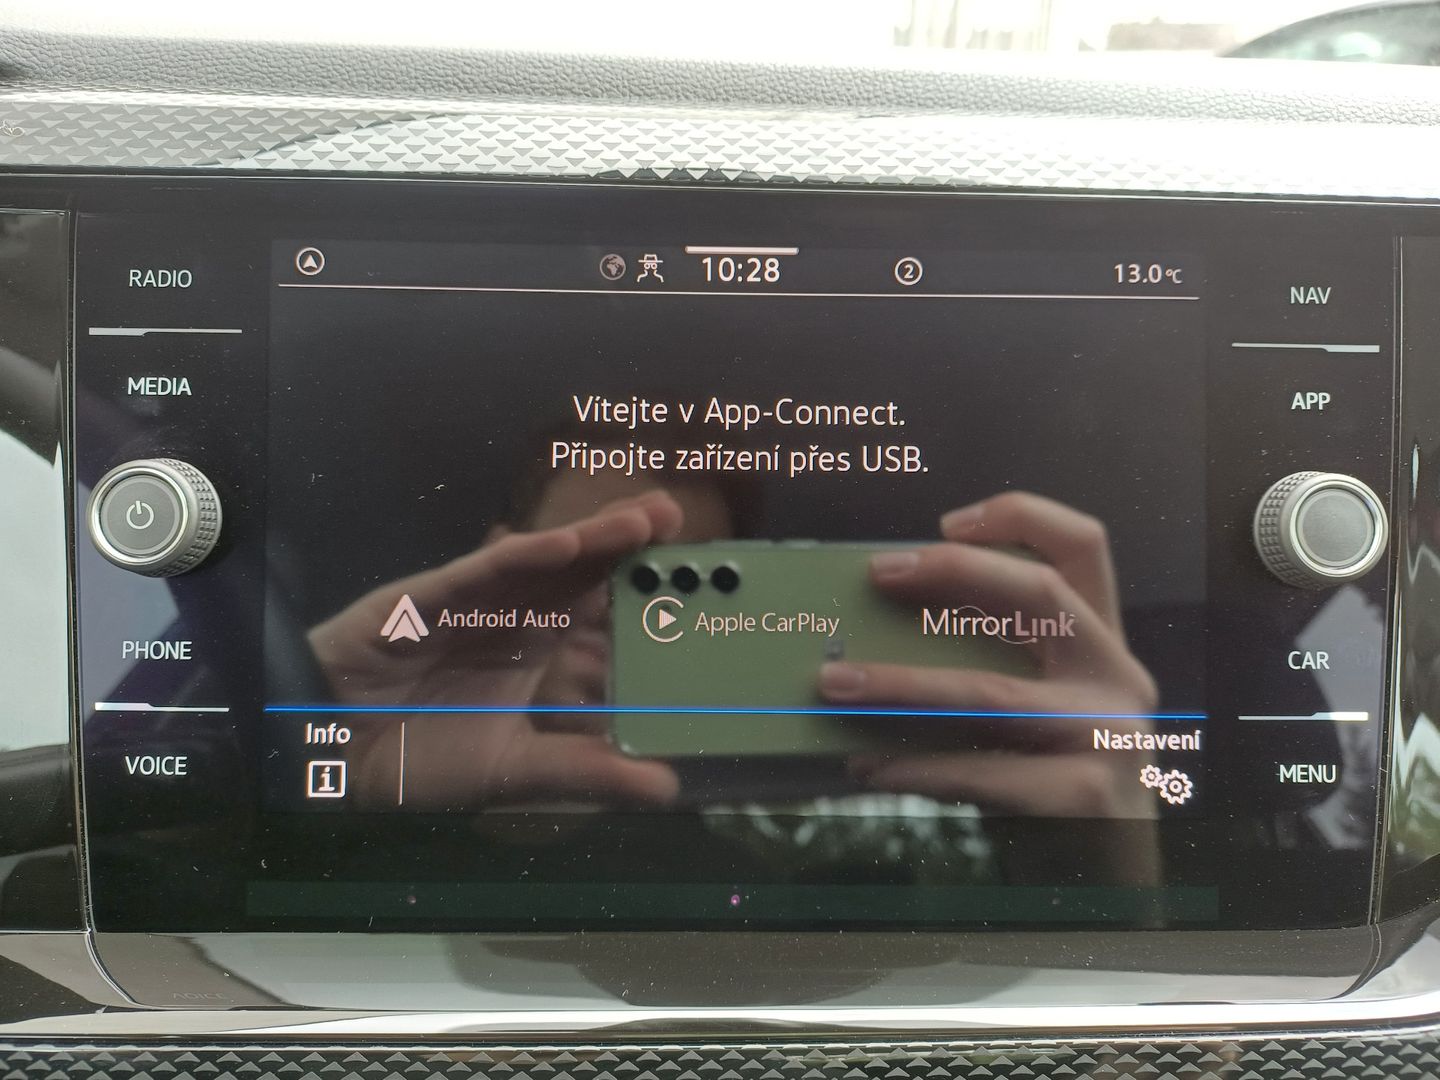 RADIO
MEDIA
PHONE
VOICE
10:28
2
13.0°C
Vítejte v App-Connect.
Připojte zařízení přes USB.
Android Auto
Apple CarPlay
MirrorLink
Info
i
Nastavení
NAV
APP
CAR
MENU